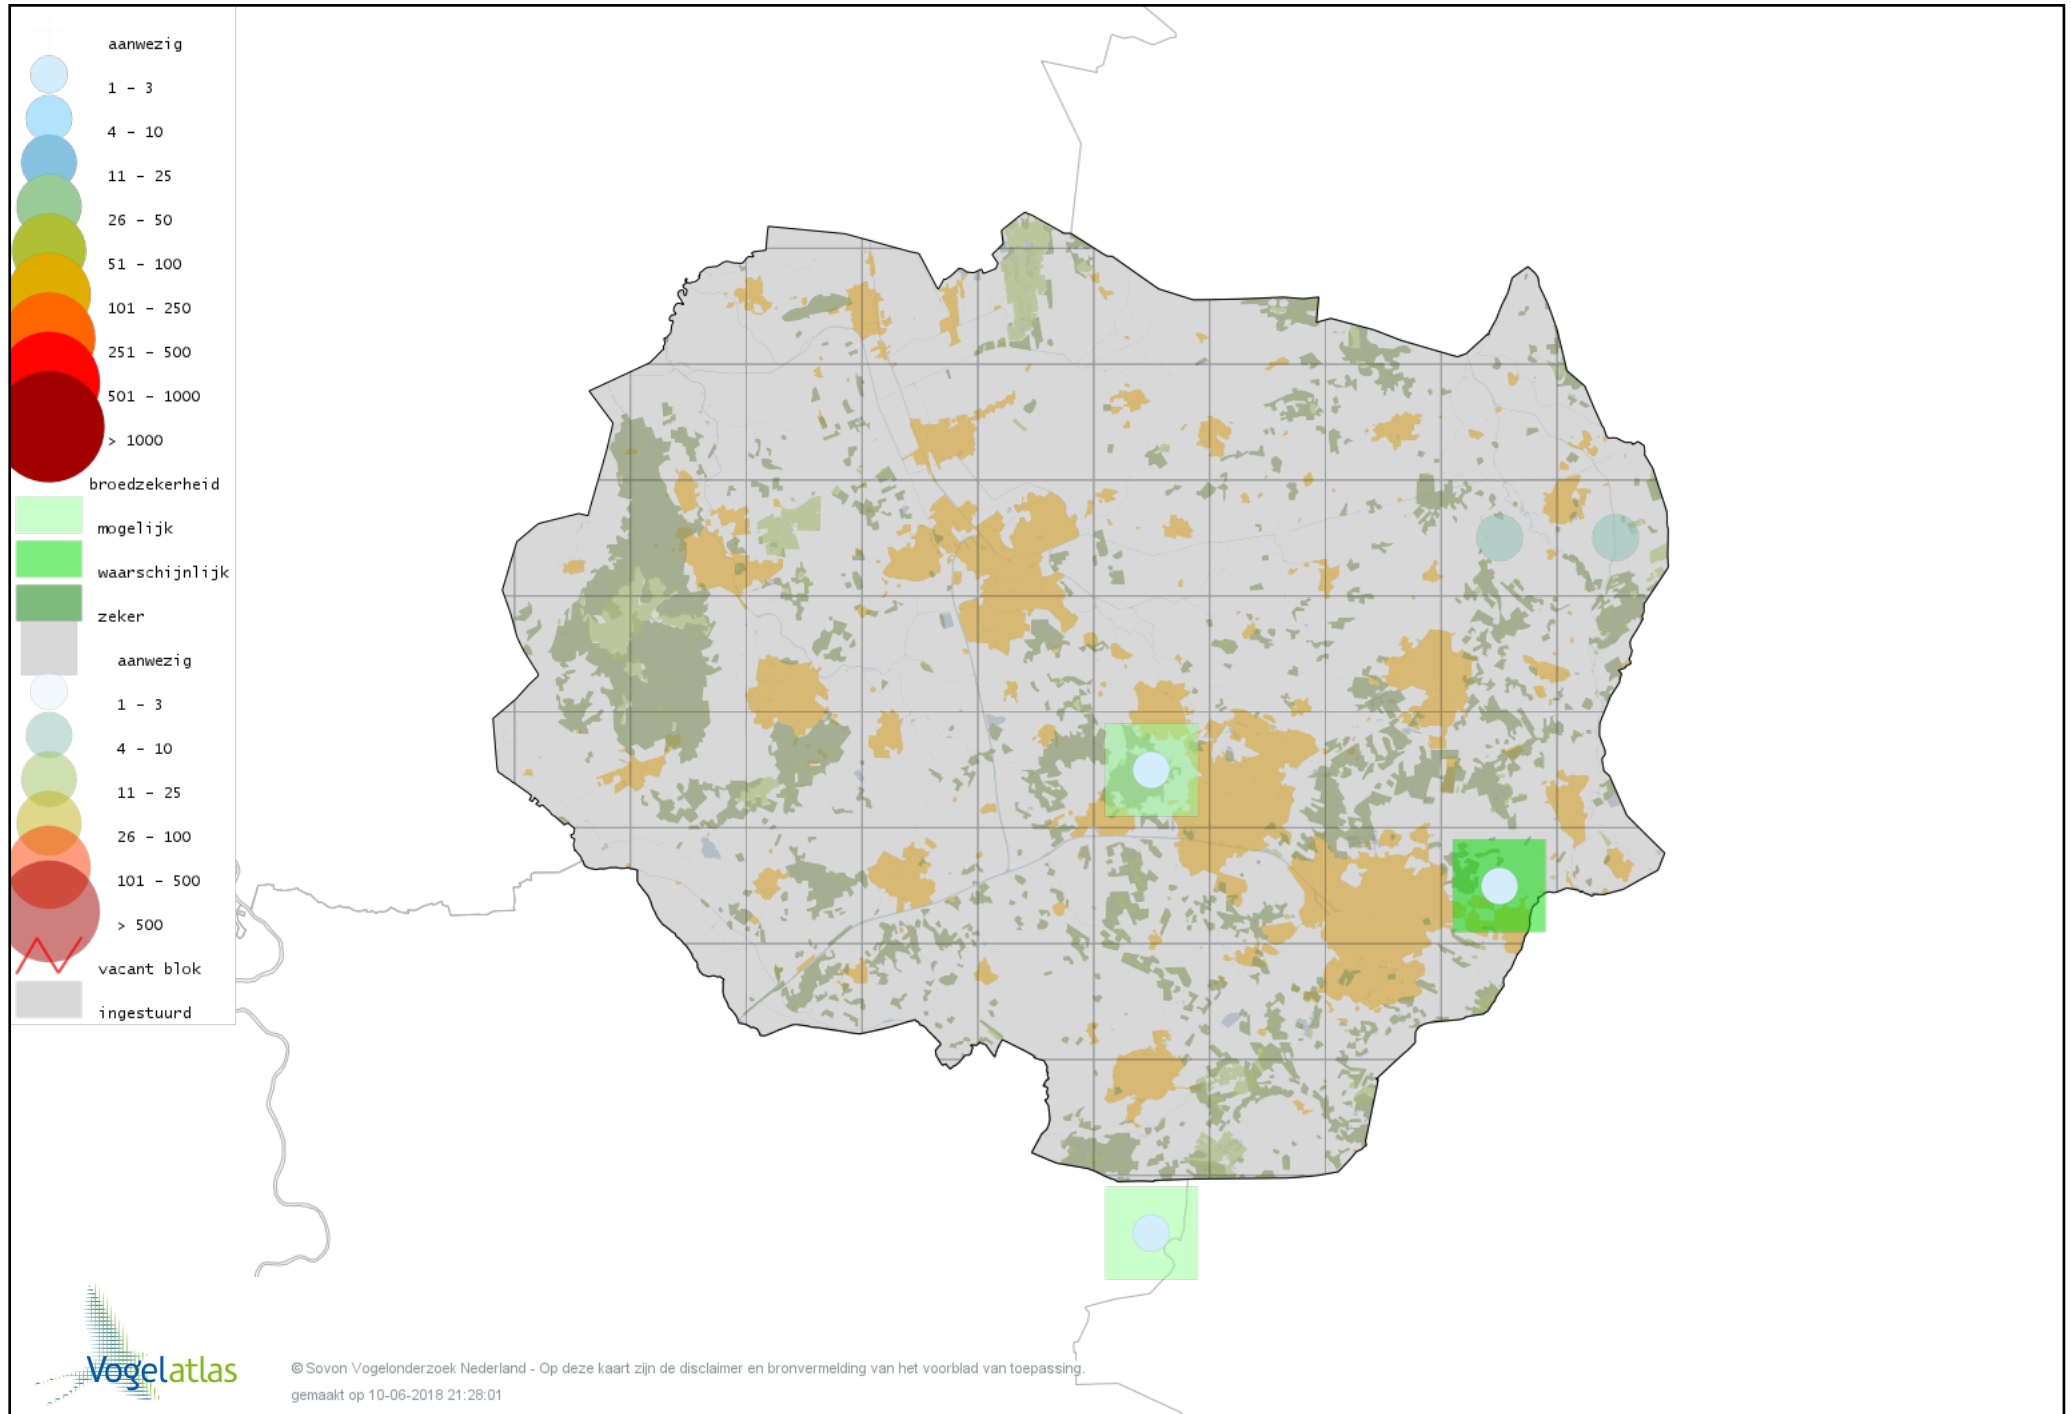 aanwezig
1 - 3
4 - 10
11 - 25
26 - 50
51 - 100
101 - 250
251 - 500
501 - 1000
> 1000
broedzekerheid
mogelijk
waarschijnlijk
zeker
aanwezig
1 - 3
4 - 10
11 - 25
26 - 100
101 - 500
> 500
vacant blok
ingestuurd
Vogelatlas
© Sovon Vogelonderzoek Nederland - Op deze kaart zijn de disclaimer en bronvermelding van het voorblad van toepassing.
gemaakt op 10-06-2018 21:28:01